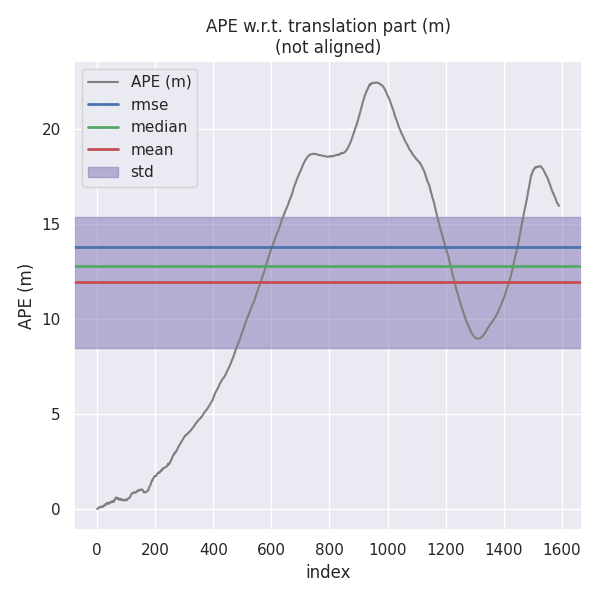 APE w.r.t. translation part (m)
(not aligned)
APE (m)
rmse
median
mean
std
APE (m)
20
15
10
5
0
0 200 400 600 800 1000 1200 1400 1600
index